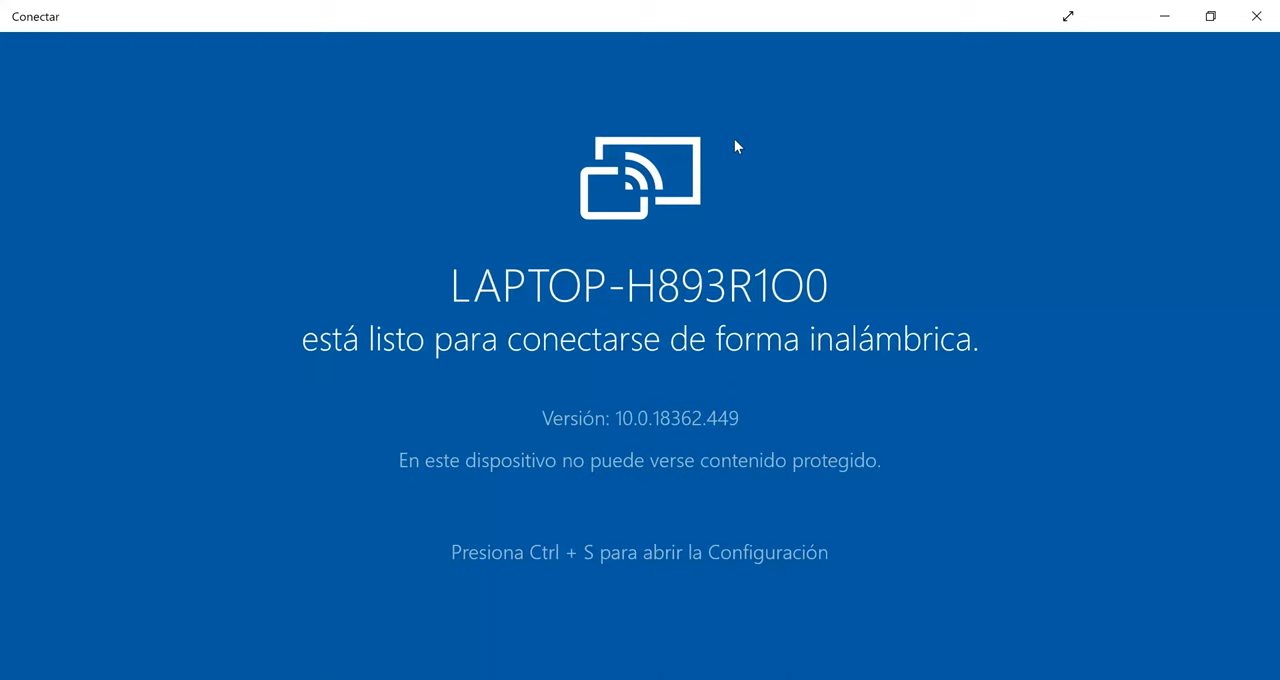 Conectar
LAPTOP-H893R1O0
está listo para conectarse de forma inalámbrica.
Versión: 10.0.18362.449
En este dispositivo no puede verse contenido protegido.
Presiona Ctrl + S para abrir la Configuración